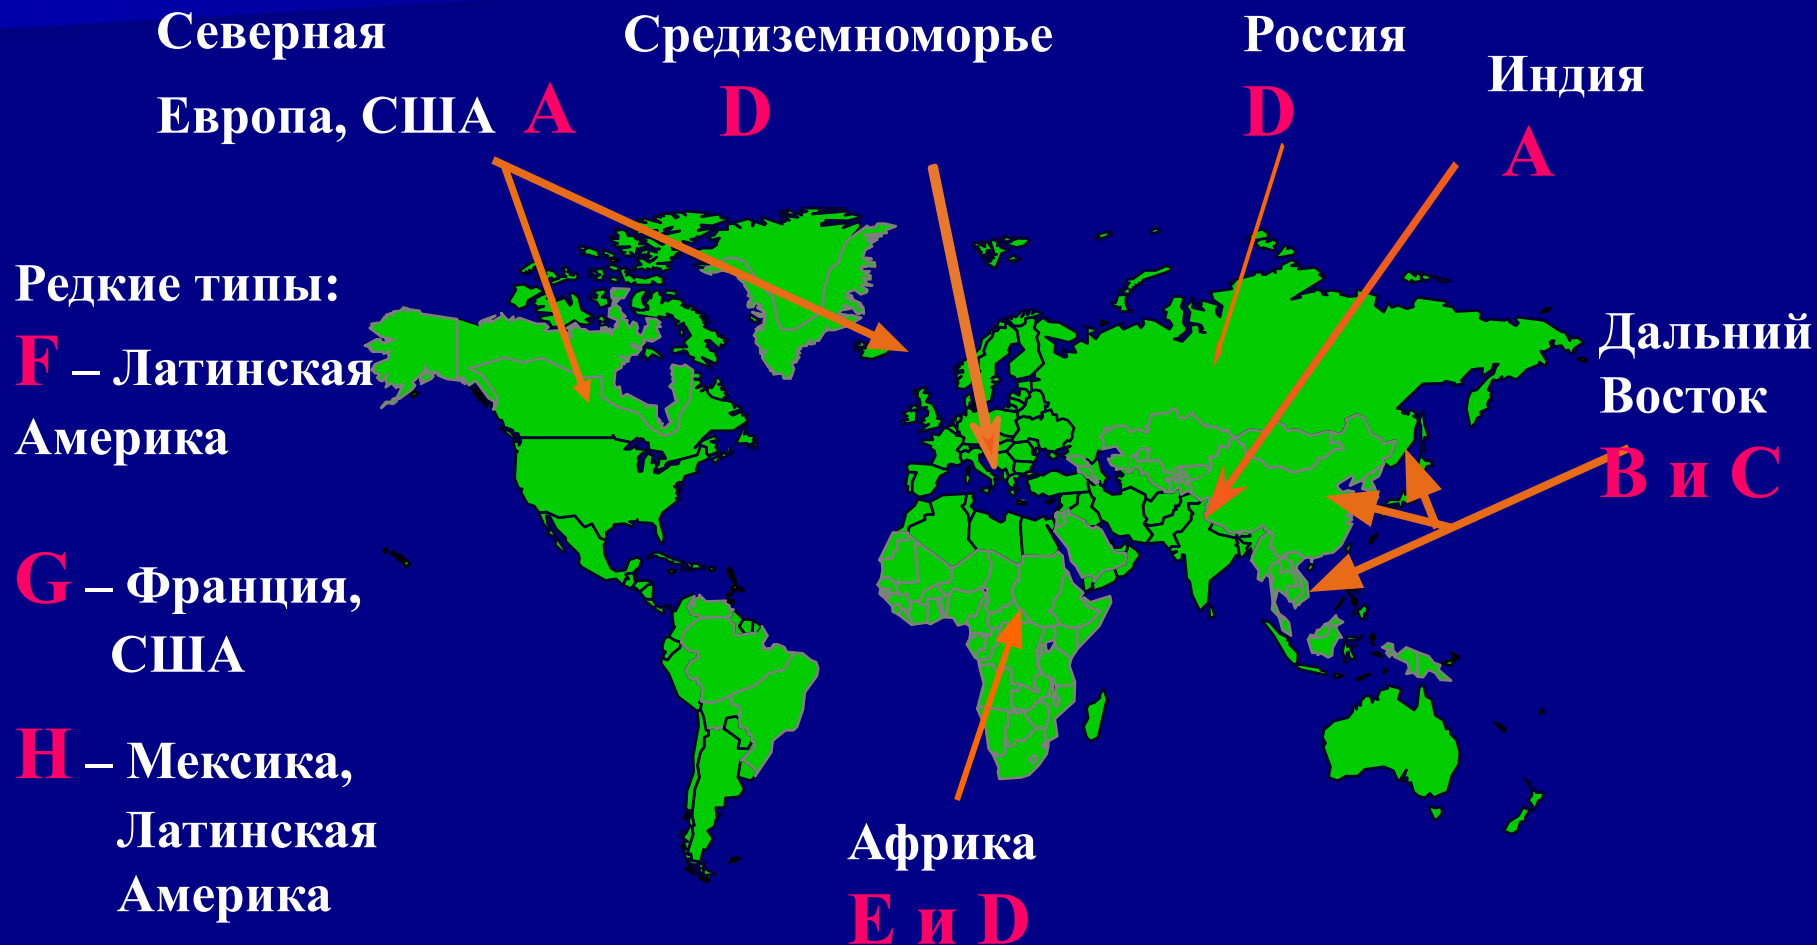 Северная
Европа, США A
Средиземноморье
D
Россия
D
Индия
A
Редкие типы:
F – Латинская
Америка
G – Франция,
США
H – Мексика,
Латинская
Америка
Дальний
Восток
B и C
Африка
E и D